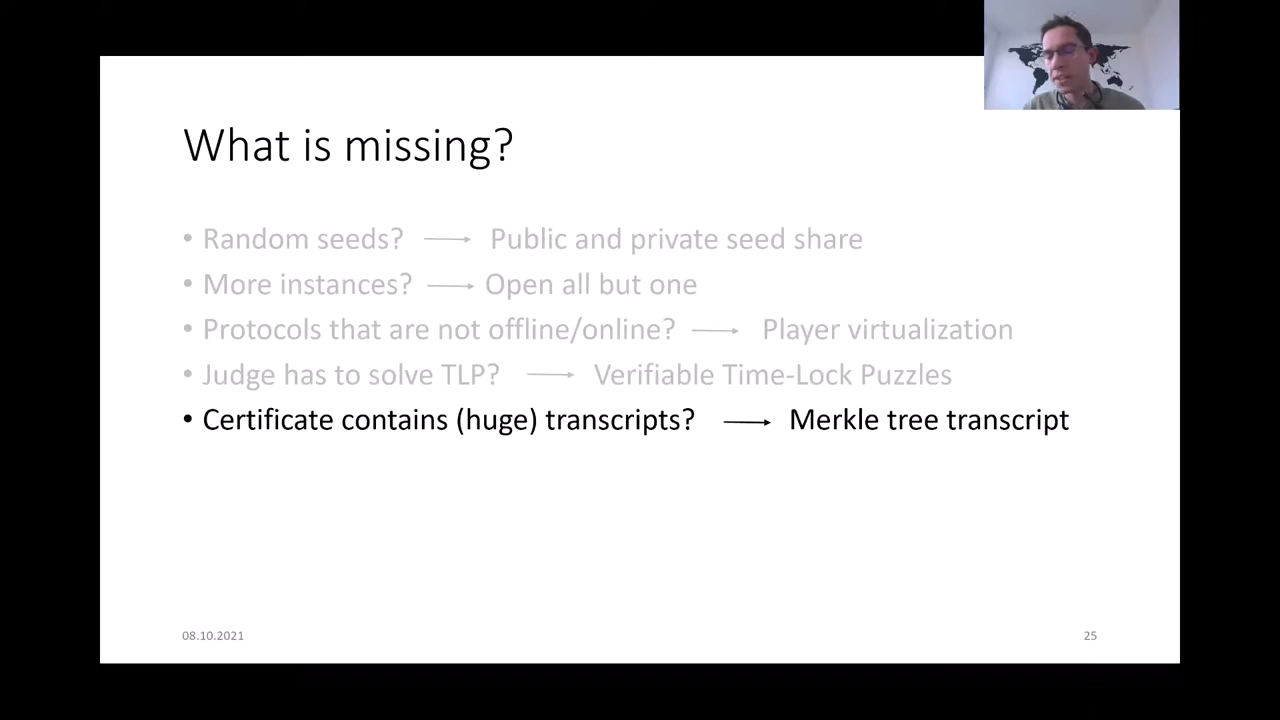 What is missing?
• Random seeds? → Public and private seed share
• More instances? → Open all but one
• Protocols that are not offline/online? → Player virtualization
• Judge has to solve TLP? → Verifiable Time-Lock Puzzles
• Certificate contains (huge) transcripts? → Merkle tree transcript
08.10.2021
25